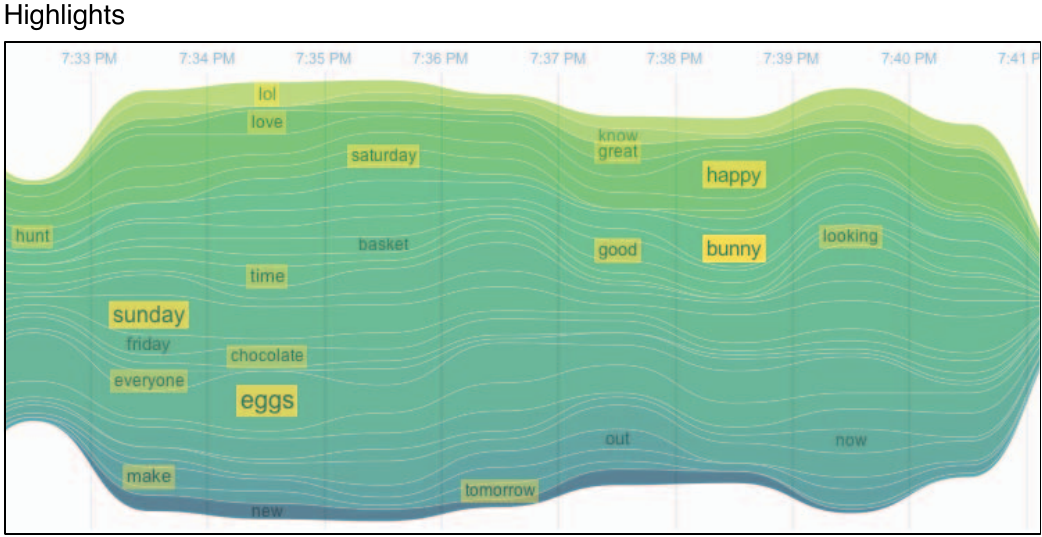 Highlights
7:33 PM 7:34 PM 7:35 PM 7:36 PM 7:37 PM 7:38 PM 7:39 PM 7:40 PM 7:41 P
lol
love
know
great
saturday
happy
hunt
basket
good
bunny
looking
time
sunday
friday
chocolate
everyone
eggs
out
now
make
tomorrow
new